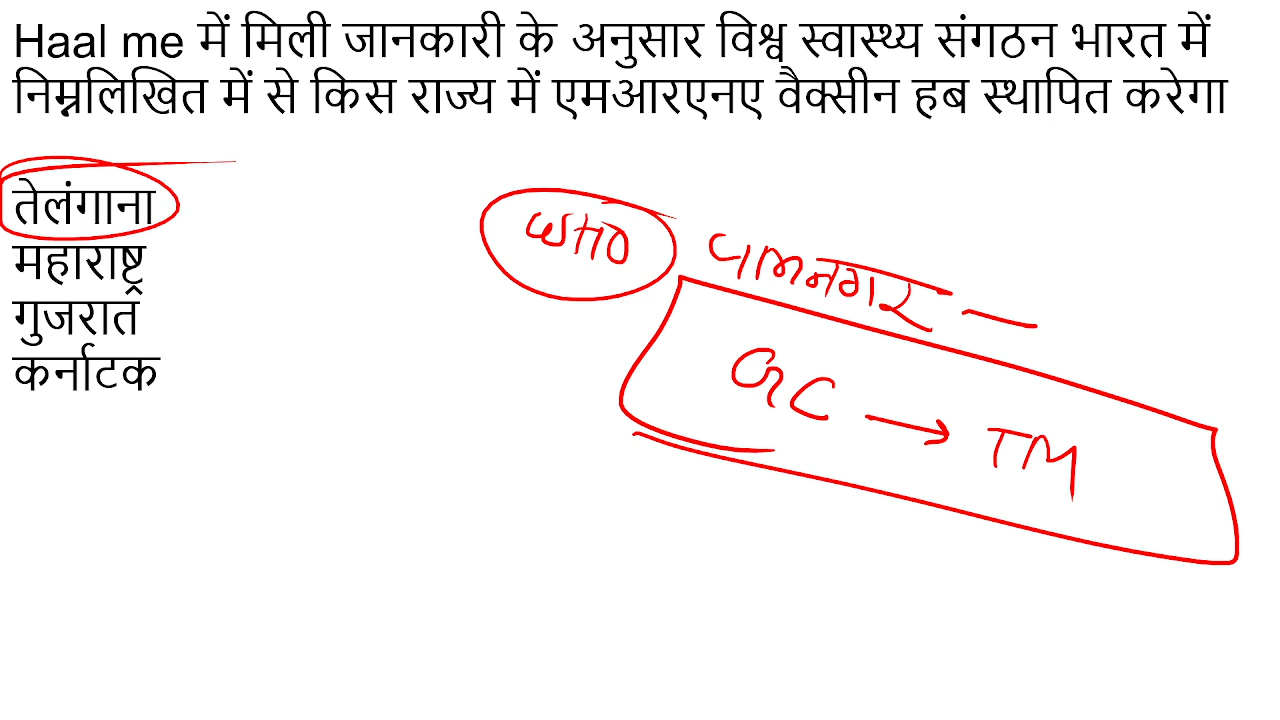 Haal me में मिली जानकारी के अनुसार विश्व स्वास्थ्य संगठन भारत में
निम्नलिखित में से किस राज्य में एमआरएनए वैक्सीन हब स्थापित करेगा
तेलंगाना
महाराष्ट्र
गुजरात
कर्नाटक
WHO
जामनगर —
GC → TM